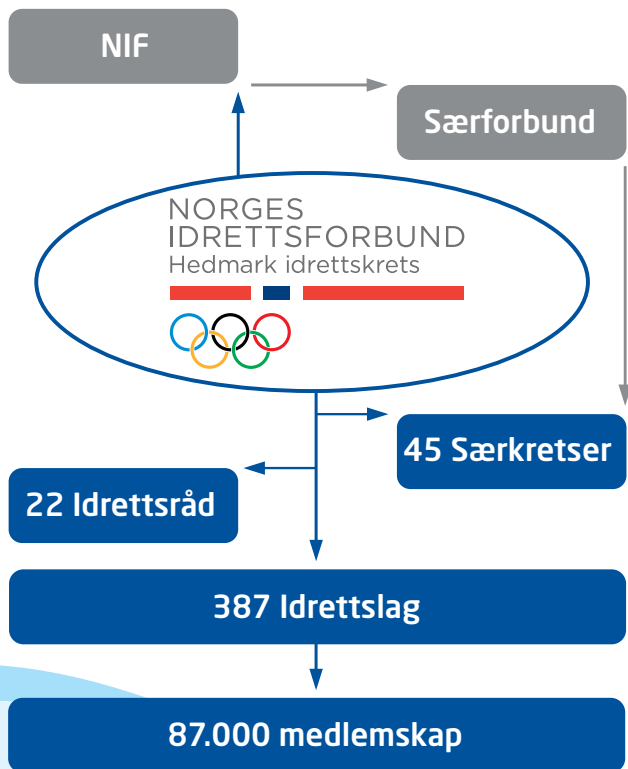 NIF
Særforbund
NORGES
IDRETTSFORBUND
Hedmark idrettskrets
45 Særkretser
22 Idrettsråd
387 Idrettslag
87.000 medlemskap